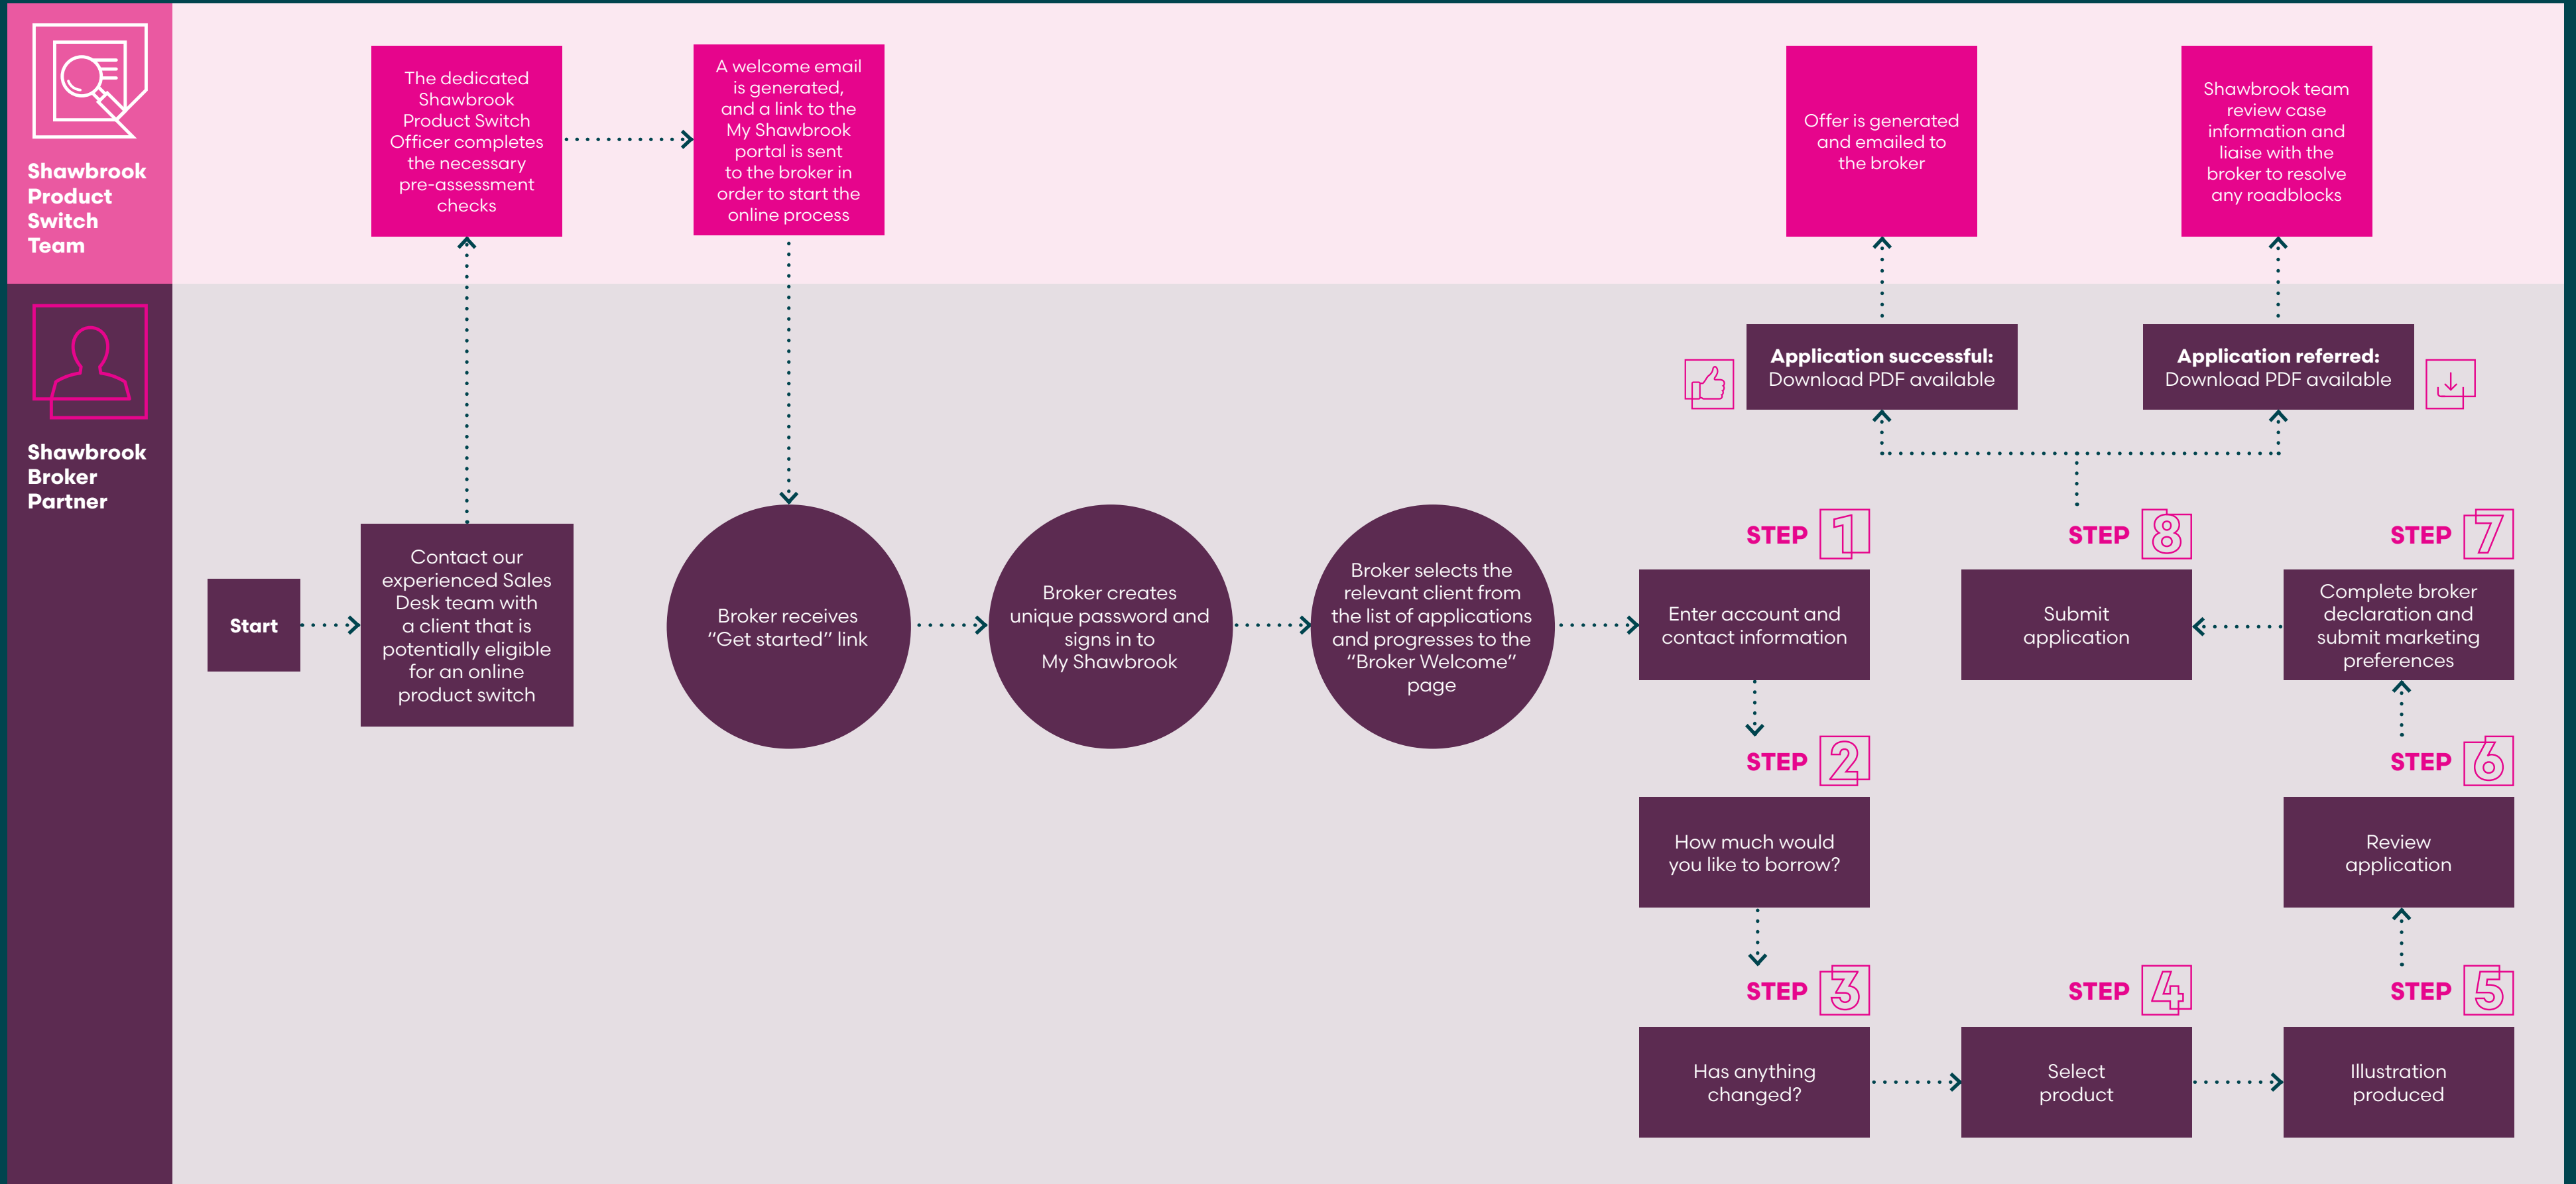 Shawbrook
Product
Switch
Team
The dedicated
Shawbrook
Product Switch
Officer completes
the necessary
pre-assessment
checks
A welcome email
is generated,
and a link to the
My Shawbrook
portal is sent
to the broker in
order to start the
online process
Offer is generated
and emailed to
the broker
Shawbrook team
review case
information and
liaise with the
broker to resolve
any roadblocks
Shawbrook
Broker
Partner
Start
Contact our
experienced Sales
Desk team with
a client that is
potentially eligible
for an online
product switch
Broker receives
“Get started” link
Broker creates
unique password and
signs in to
My Shawbrook
Broker selects the
relevant client from
the list of applications
and progresses to the
“Broker Welcome”
page
STEP 1
Enter account and
contact information
STEP 2
How much would
you like to borrow?
STEP 3
Has anything
changed?
STEP 4
Select
product
STEP 5
Illustration
produced
STEP 6
Review
application
STEP 7
Complete broker
declaration and
submit marketing
preferences
STEP 8
Submit
application
Application successful:
Download PDF available
Application referred:
Download PDF available